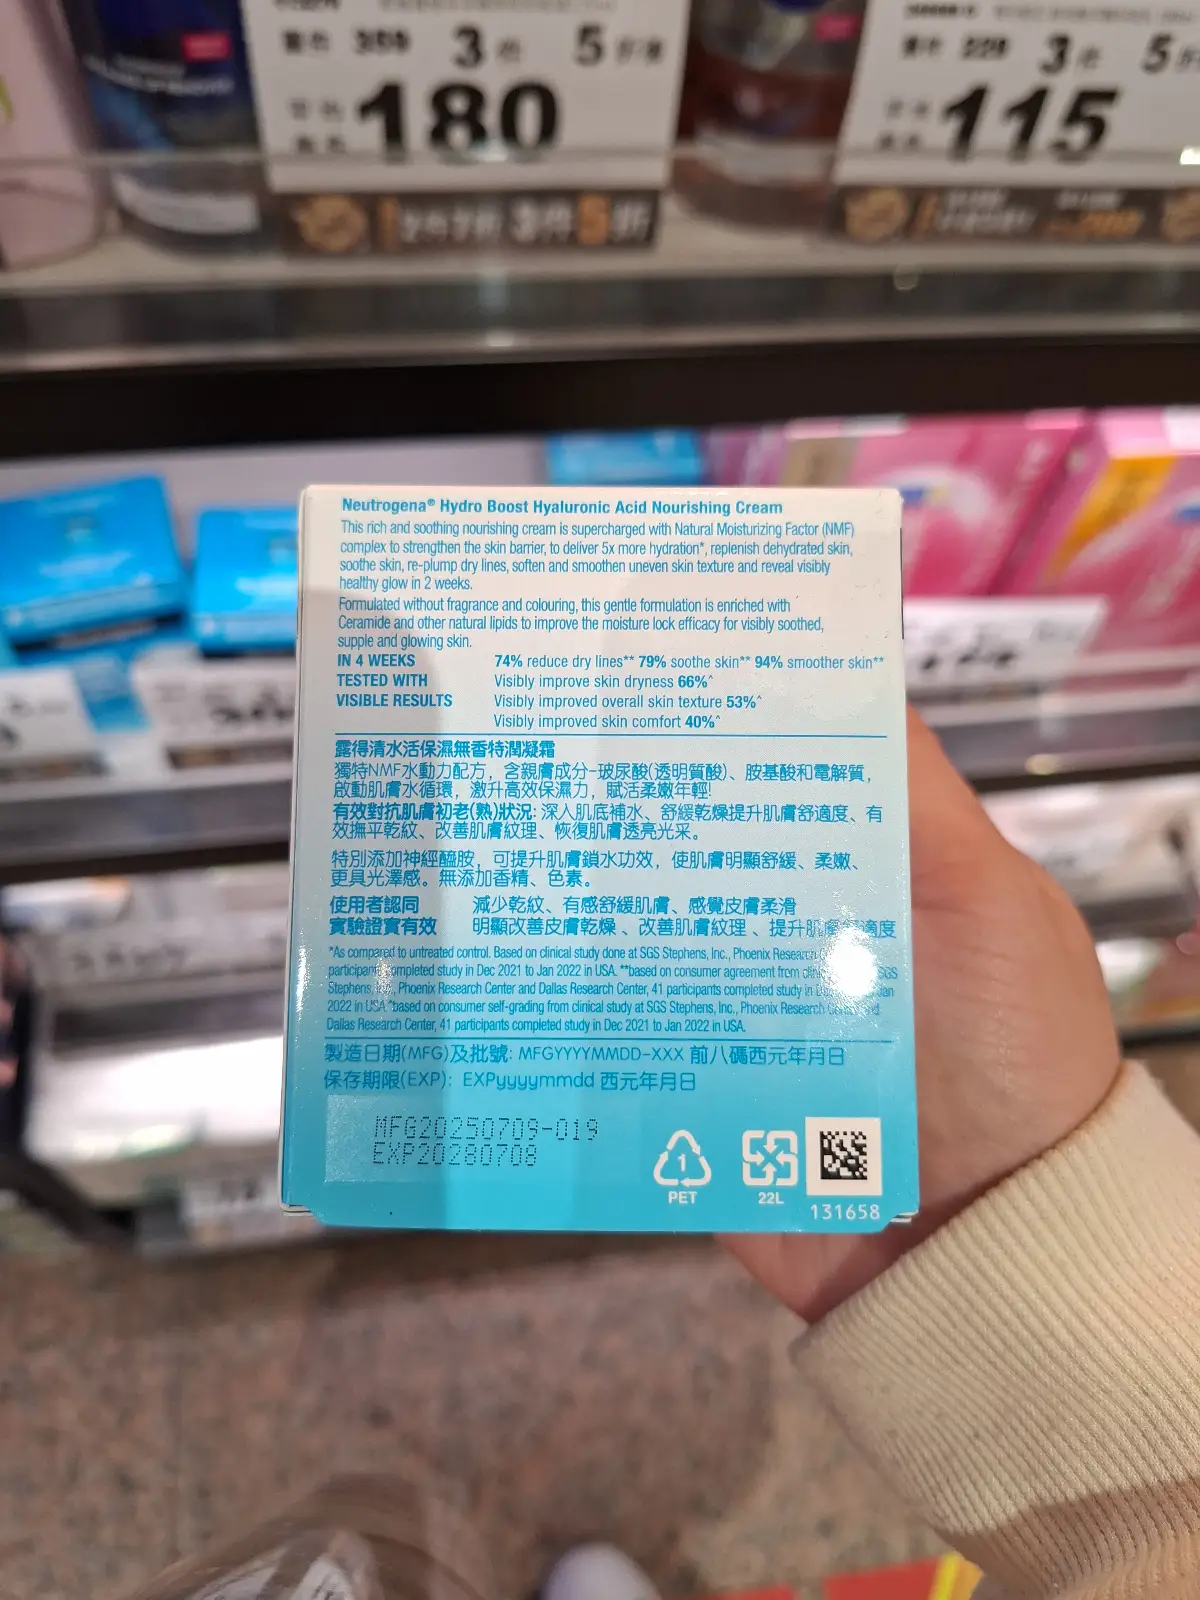 359 3件 5折
180
229 3件 5折
115
3件5折
Neutrogena® Hydro Boost Hyaluronic Acid Nourishing Cream
This rich and soothing nourishing cream is supercharged with Natural Moisturizing Factor (NMF)
complex to strengthen the skin barrier, to deliver 5x more hydration*, replenish dehydrated skin,
soothe skin, re-plump dry lines, soften and smoothen uneven skin texture and reveal visibly
healthy glow in 2 weeks.
Formulated without fragrance and colouring, this gentle formulation is enriched with
Ceramide and other natural lipids to improve the moisture lock efficacy for visibly soothed,
supple and glowing skin.
IN 4 WEEKS 74% reduce dry lines** 79% soothe skin** 94% smoother skin**
TESTED WITH Visibly improve skin dryness 66%^
VISIBLE RESULTS Visibly improved overall skin texture 53%^
Visibly improved skin comfort 40%^
露得清水活保濕無香特潤凝霜
獨特NMF水動力配方，含親膚成分-玻尿酸(透明質酸)、胺基酸和電解質，
啟動肌膚水循環，激升高效保濕力，賦活柔嫩年輕!
有效對抗肌膚初老(熟)狀況: 深入肌底補水、舒緩乾燥提升肌膚舒適度、有
效撫平乾紋、改善肌膚紋理、恢復肌膚透亮光采。
特別添加神經醯胺，可提升肌膚鎖水功效，使肌膚明顯舒緩、柔嫩、
更具光澤感。無添加香精、色素。
使用者認同 減少乾紋、有感舒緩肌膚、感覺皮膚柔滑
實驗證實有效 明顯改善皮膚乾燥、改善肌膚紋理、提升肌膚舒適度
*As compared to untreated control. Based on clinical study done at SGS Stephens, Inc., Phoenix Research
participants completed study in Dec 2021 to Jan 2022 in USA. **based on consumer agreement from SGS
Stephens, Phoenix Research Center and Dallas Research Center, 41 participants completed study in Jan
2022 in USA ^based on consumer self-grading from clinical study at SGS Stephens, Inc., Phoenix Research
Dallas Research Center, 41 participants completed study in Dec 2021 to Jan 2022 in USA.
製造日期(MFG)及批號: MFGYYYYMMDD-XXX 前八碼西元年月日
保存期限(EXP): EXPyyyymmdd 西元年月日
MFG20250709-019
EXP20280708
1
PET
22L
131658